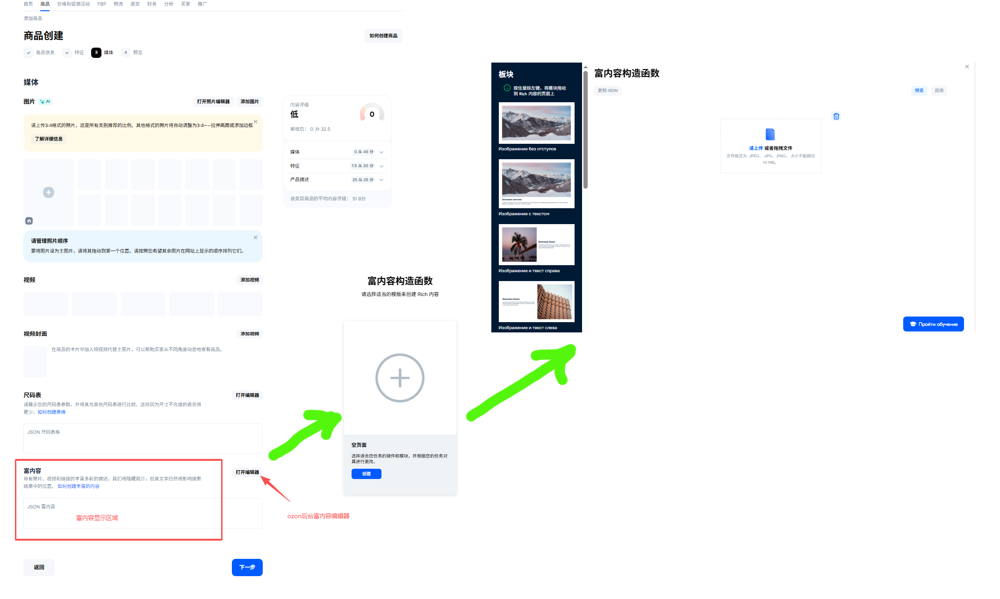 首页 商品 价格和促销活动 FBP 物流 退货 财务 分析 买家 推广
添加商品
商品创建
如何创建商品
商品信息 特征 3 媒体 4 预览
媒体
图片 AI
打开照片编辑器 添加图片
请上传3:4格式的照片，这是所有类别推荐的比例。其他格式的照片将自动调整为3:4——拉伸画面或添加边框
了解详细信息
请管理照片顺序
要将图片设为主图片，请将其拖动到第一个位置。请按照您希望其余图片在网站上显示的顺序排列它们。
视频
添加视频
视频封面
添加视频
在商品的卡片中加入短视频代替主图片，可以帮助买家从不同角度动态地查看商品。
尺码表
打开编辑器
请展示您的尺码表参数，并将其与其他尺码表进行比较。这样因为尺寸不合适的退货将
更少。如何创建表格
JSON 尺码表格
富内容
打开编辑器
带有照片、视频和链接的丰富多彩的描述。我们将隐藏简介，但其文字仍然将影响搜索
结果中的位置。 如何创建丰富的内容
JSON 富内容
富内容显示区域
ozon后台富内容编辑器
返回
下一步
内容评级
低
0
审核后： 0 32.5
媒体 0 从 45 分
特征 7.5 从 30 分
产品描述 25 从 25 分
该类目商品的平均内容评级： 51.8分
富内容构造函数
请选择适当的模版来创建 Rich 内容
空页面
选择适合您任务的微件和模块，并根据您的任务对
其进行更改。
创建
板块
按住鼠标左键，将模块拖动
到 Rich 内容的页面上
Изображение без отступов
Заголовок контента
Изображение с текстом
Заголовок блока
Изображение и текст справа
Заголовок блока
Изображение и текст слева
富内容构造函数
复制 JSON
预览 应用
请上传 或者拖拽文件
文件格式为 .JPEG、.JPG、.PNG， 大小不能超过
10 MB。
Пройти обучение